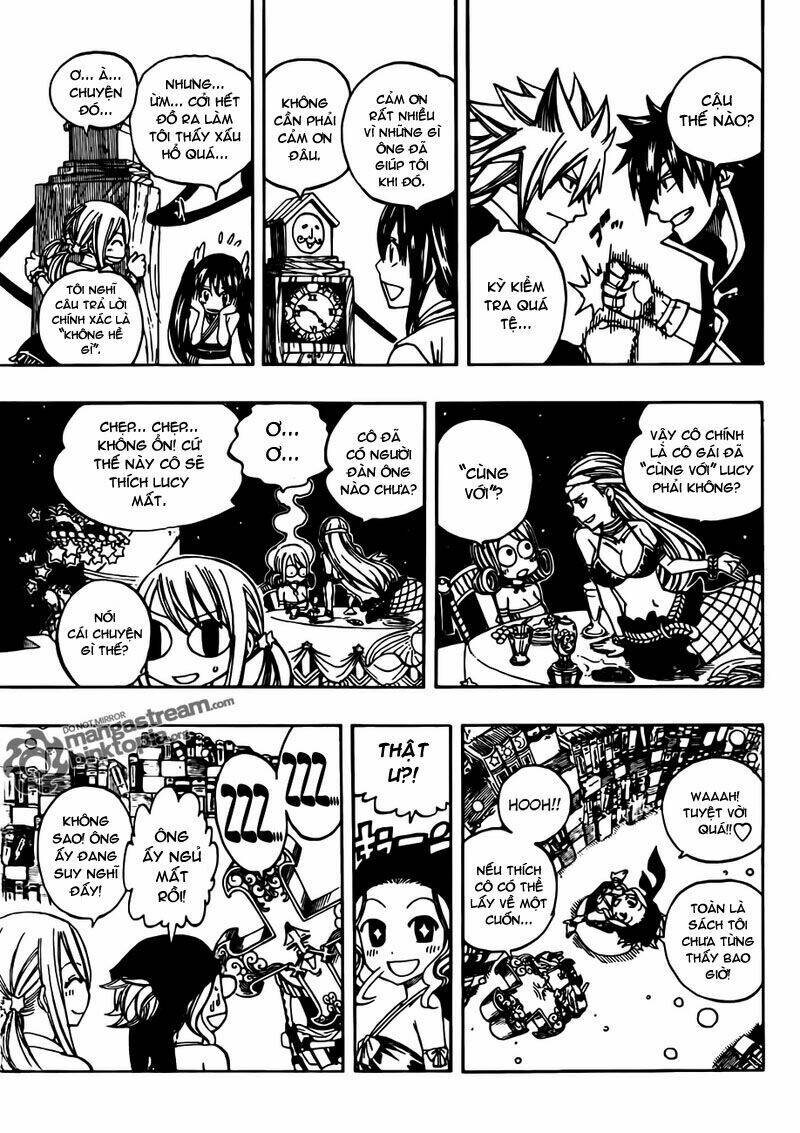 CẬU
THẾ NÀO?
KỲ KIỂM
TRA QUÁ
TỆ...
CẢM ƠN
RẤT NHIỀU
VÌ NHỮNG GÌ
ÔNG ĐÃ
GIÚP TÔI
KHI ĐÓ.
KHÔNG
CẦN PHẢI
CẢM ƠN
ĐÂU.
NHƯNG...
ỪM... CỞI HẾT
ĐỒ RA LÀM
TÔI THẤY XẤU
HỔ QUÁ...
Ơ... À...
CHUYỆN
ĐÓ...
TÔI NGHĨ
CÂU TRẢ LỜI
CHÍNH XÁC LÀ
"KHÔNG HỀ
GÌ".
VẬY CÔ CHÍNH
LÀ CÔ GÁI ĐÃ
"CÙNG VỚI" LUCY
PHẢI KHÔNG?
"CÙNG
VỚI"?
CÔ ĐÃ
CÓ NGƯỜI
ĐÀN ÔNG
NÀO CHƯA?
Ơ...
Ơ...
CHẸP... CHẸP...
KHÔNG ỔN! CỨ
THẾ NÀY CÔ SẼ
THÍCH LUCY
MẤT.
NÓI
CÁI CHUYỆN
GÌ THẾ?
WAAAH!
TUYỆT VỜI
QUÁ!!♡
TOÀN LÀ
SÁCH TÔI
CHƯA TỪNG
THẤY BAO
GIỜ!
HOOH!!
NẾU THÍCH
CÔ CÓ THỂ
LẤY VỀ MỘT
CUỐN...
THẬT
Ư?!
ZZZ...
ZZZ...
ÔNG
ẤY NGỦ
MẤT
RỒI!
KHÔNG
SAO! ÔNG
ẤY ĐANG
SUY NGHĨ
ĐẤY!
DO NOT MIRROR
mangastream.com